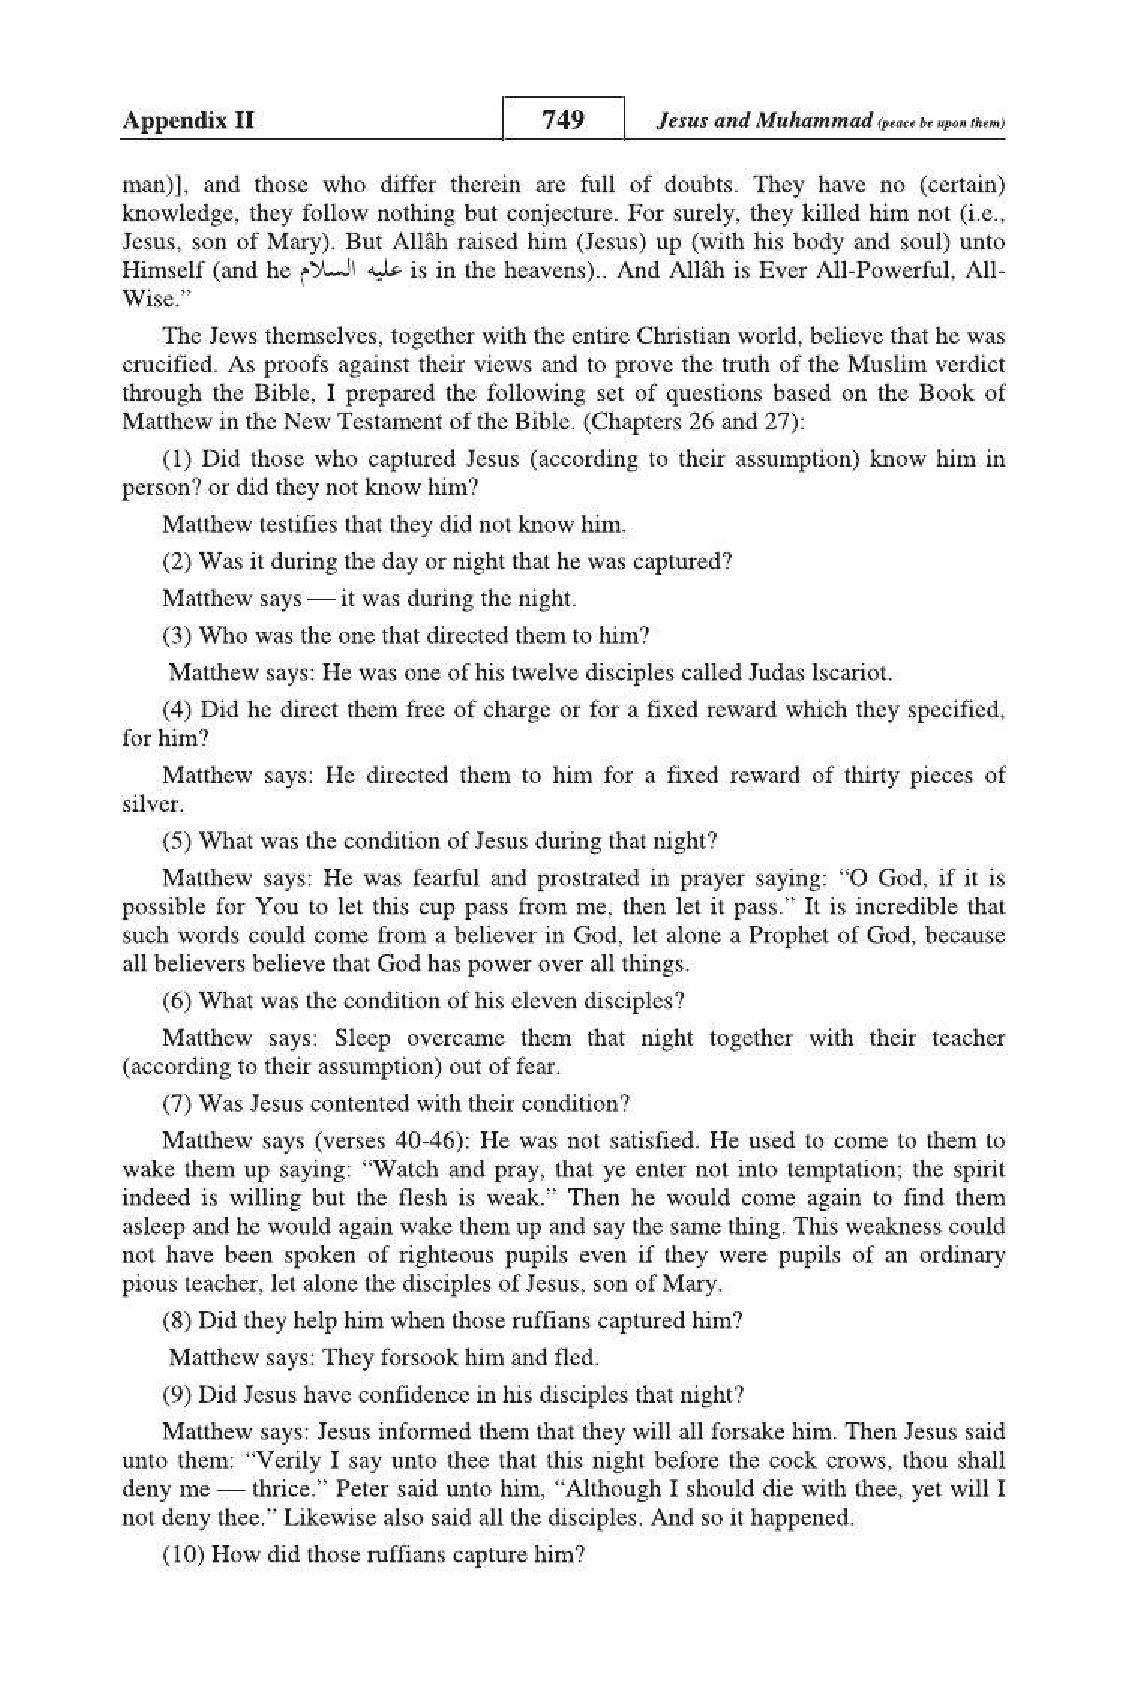 Appendix II 749 Jesus and Muhammad (peace be upon them)
man)], and those who differ therein are full of doubts. They have no (certain)
knowledge, they follow nothing but conjecture. For surely, they killed him not (i.e.,
Jesus, son of Mary). But Allâh raised him (Jesus) up (with his body and soul) unto
Himself (and he عليه السلام is in the heavens).. And Allâh is Ever All-Powerful, All-
Wise.”
The Jews themselves, together with the entire Christian world, believe that he was
crucified. As proofs against their views and to prove the truth of the Muslim verdict
through the Bible, I prepared the following set of questions based on the Book of
Matthew in the New Testament of the Bible. (Chapters 26 and 27):
(1) Did those who captured Jesus (according to their assumption) know him in
person? or did they not know him?
Matthew testifies that they did not know him.
(2) Was it during the day or night that he was captured?
Matthew says — it was during the night.
(3) Who was the one that directed them to him?
Matthew says: He was one of his twelve disciples called Judas Iscariot.
(4) Did he direct them free of charge or for a fixed reward which they specified,
for him?
Matthew says: He directed them to him for a fixed reward of thirty pieces of
silver.
(5) What was the condition of Jesus during that night?
Matthew says: He was fearful and prostrated in prayer saying: “O God, if it is
possible for You to let this cup pass from me, then let it pass.” It is incredible that
such words could come from a believer in God, let alone a Prophet of God, because
all believers believe that God has power over all things.
(6) What was the condition of his eleven disciples?
Matthew says: Sleep overcame them that night together with their teacher
(according to their assumption) out of fear.
(7) Was Jesus contented with their condition?
Matthew says (verses 40-46): He was not satisfied. He used to come to them to
wake them up saying: “Watch and pray, that ye enter not into temptation; the spirit
indeed is willing but the flesh is weak.” Then he would come again to find them
asleep and he would again wake them up and say the same thing. This weakness could
not have been spoken of righteous pupils even if they were pupils of an ordinary
pious teacher, let alone the disciples of Jesus, son of Mary.
(8) Did they help him when those ruffians captured him?
Matthew says: They forsook him and fled.
(9) Did Jesus have confidence in his disciples that night?
Matthew says: Jesus informed them that they will all forsake him. Then Jesus said
unto them: “Verily I say unto thee that this night before the cock crows, thou shall
deny me — thrice.” Peter said unto him, “Although I should die with thee, yet will I
not deny thee.” Likewise also said all the disciples. And so it happened.
(10) How did those ruffians capture him?